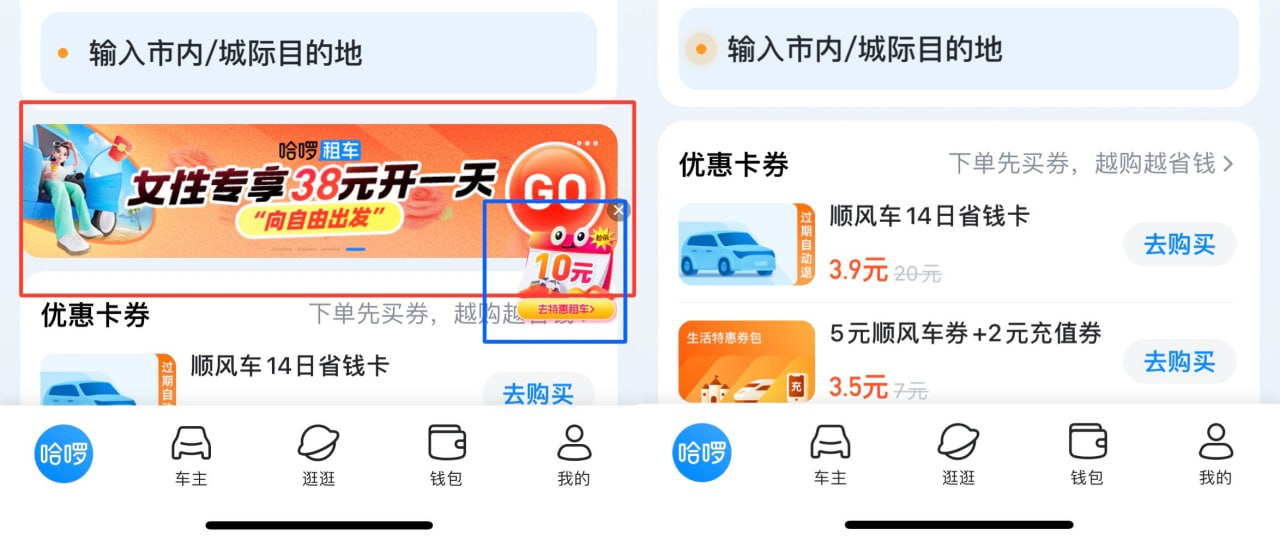 输入市内/城际目的地
哈啰租车
女性专享38元开一天
“向自由出发”
GO
10元
去特惠租车>
优惠卡券
下单先买券，越购越省钱
过期自
顺风车14日省钱卡
去购买
哈啰
车主
逛逛
钱包
我的
输入市内/城际目的地
优惠卡券
下单先买券，越购越省钱>
过期自动退
顺风车14日省钱卡
3.9元 20元
去购买
生活特惠券包
充
5元顺风车券+2元充值券
3.5元 7元
去购买
哈啰
车主
逛逛
钱包
我的